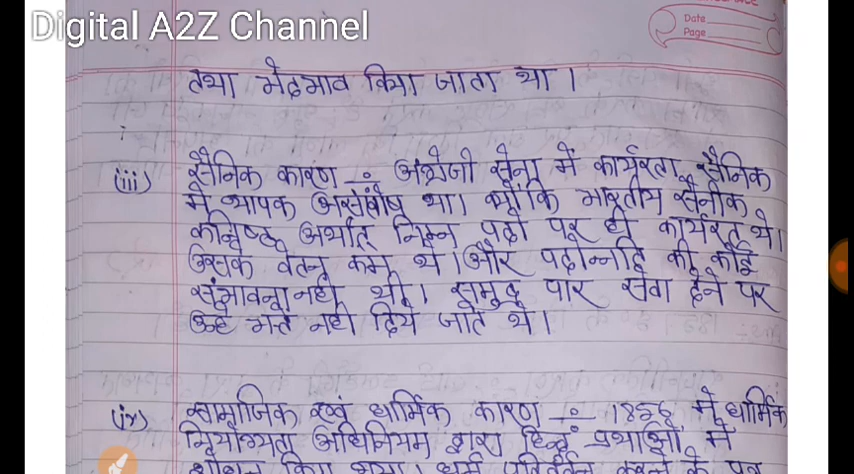 Digital A2Z Channel
Date
Page
तथा भेदभाव किया जाता था।
(iii) सैनिक कारण ÷ अंग्रेजी सेना में कार्यरत सैनिक
मे व्यापक असंतोष था। क्योंकि भारतीय सैनीक
कनिष्ठ अर्थात् निम्न पदो पर ही कार्यरत थे।
उसके वेतन कम थे। और पदोन्नति की कोई
संभावना नही थी। समुद्र पार सेवा देने पर
उन्हे भत्ते नही दिये जाते थे।
(iv) सामाजिक एवं धार्मिक कारण ÷ 1856 मे धार्मिक
निर्योग्यता अधिनियम द्वारा हिन्दू प्रथाओं में